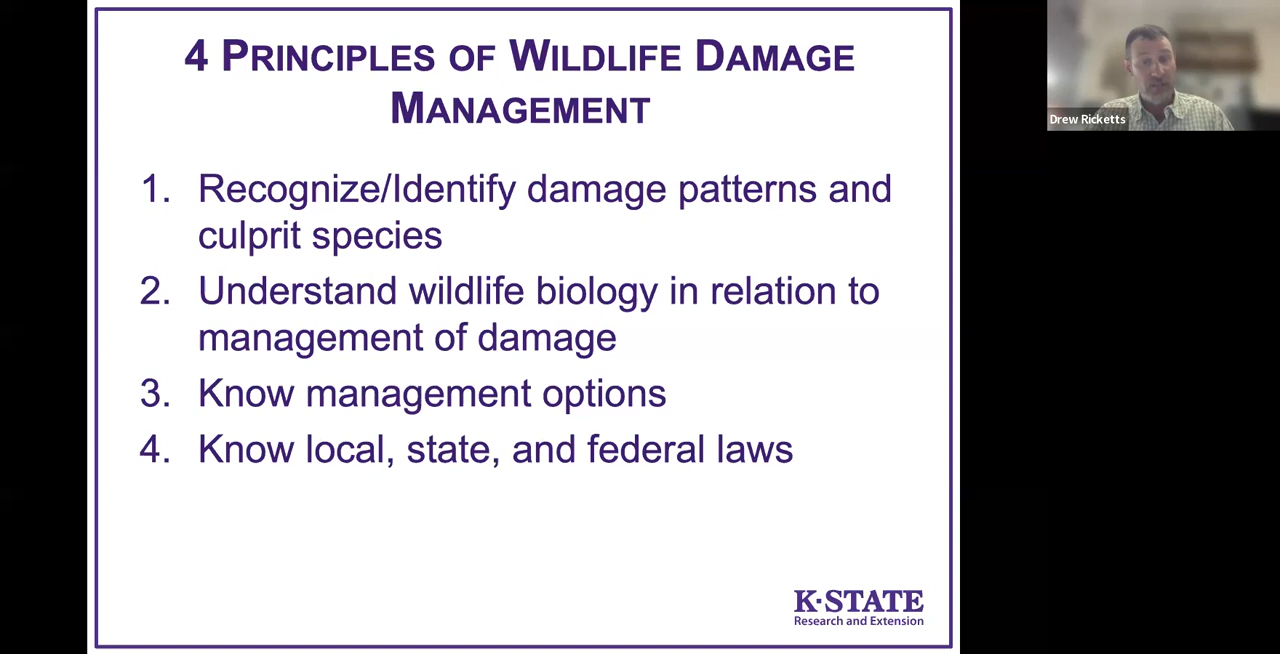 4 Principles of Wildlife Damage
Management
1. Recognize/Identify damage patterns and
culprit species
2. Understand wildlife biology in relation to
management of damage
3. Know management options
4. Know local, state, and federal laws
K·STATE
Research and Extension
Drew Ricketts